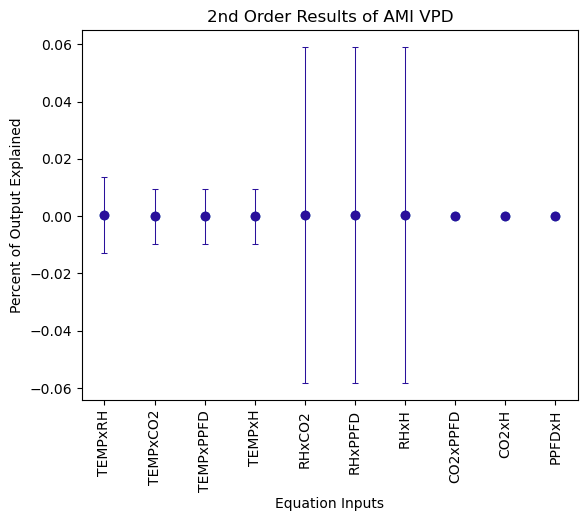 2nd Order Results of AMI VPD
Percent of Output Explained
0.06
0.04
0.02
0.00
−0.02
−0.04
−0.06
TEMPxRH
TEMPxCO2
TEMPxPPFD
TEMPxH
RHxCO2
RHxPPFD
RHxH
CO2xPPFD
CO2xH
PPFDxH
Equation Inputs